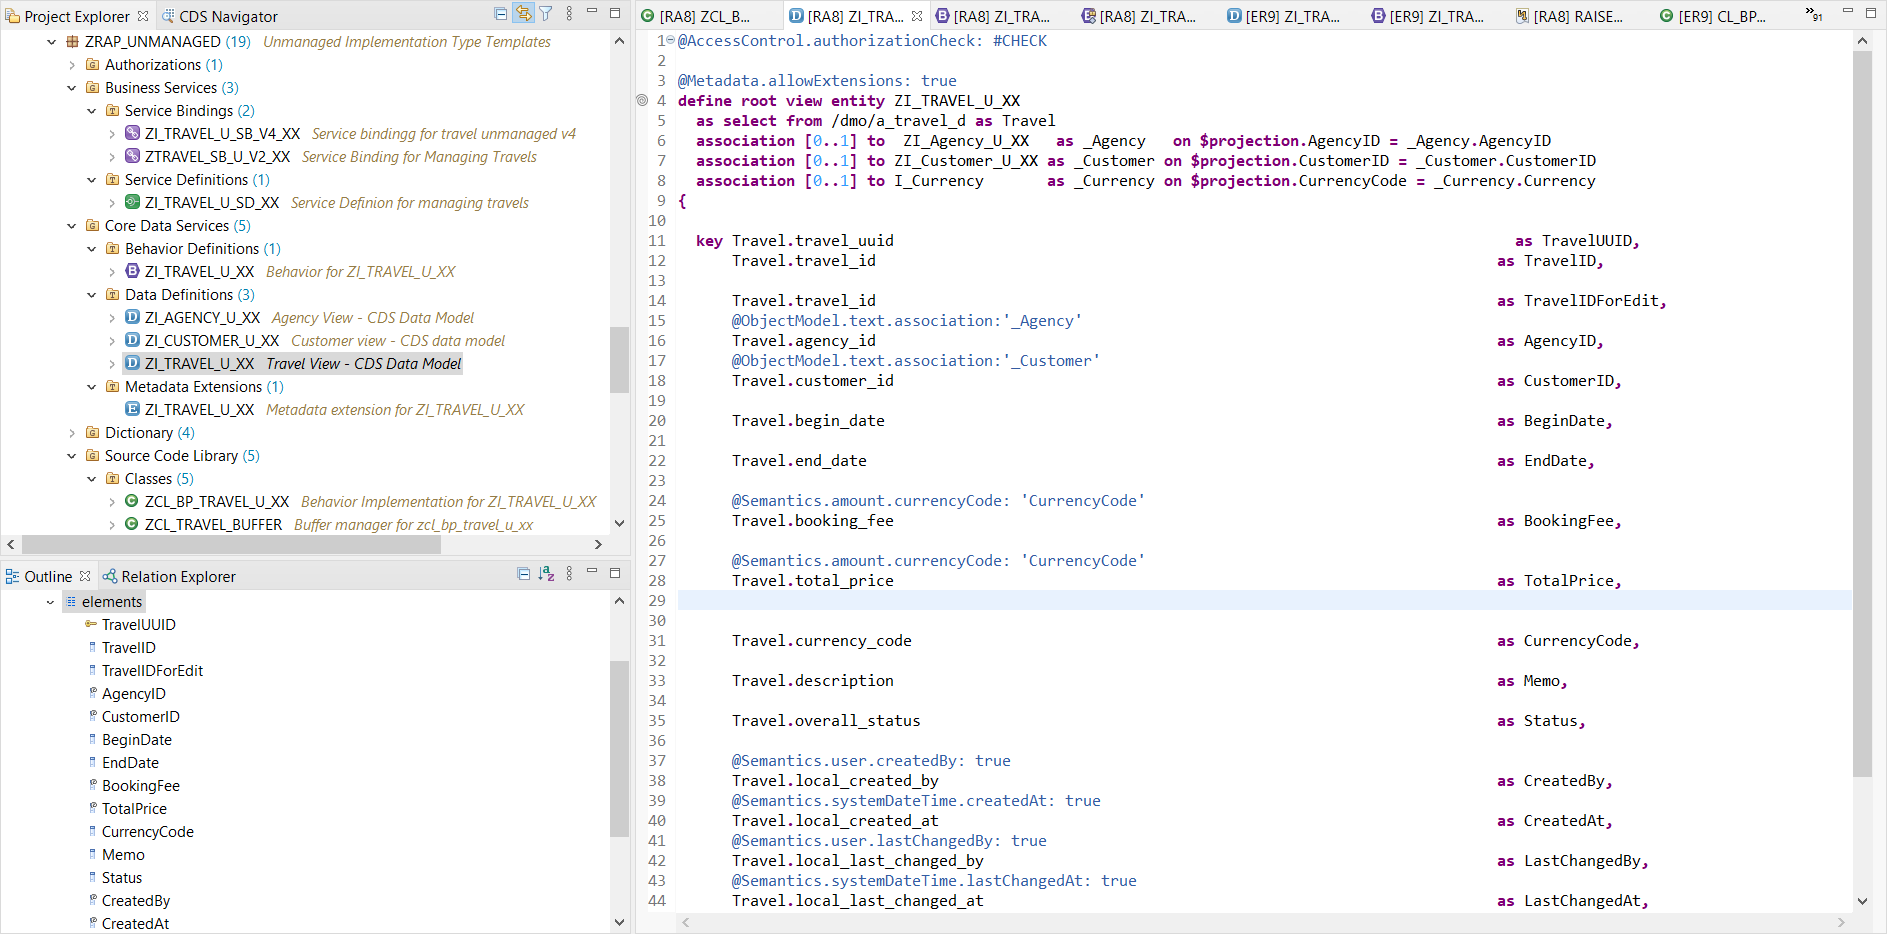 Project Explorer
CDS Navigator
ZRAP_UNMANAGED (19) Unmanaged Implementation Type Templates
Authorizations (1)
Business Services (3)
Service Bindings (2)
ZI_TRAVEL_U_SB_V4_XX Service bindingg for travel unmanaged v4
ZTRAVEL_SB_U_V2_XX Service Binding for Managing Travels
Service Definitions (1)
ZI_TRAVEL_U_SD_XX Service Definion for managing travels
Core Data Services (5)
Behavior Definitions (1)
ZI_TRAVEL_U_XX Behavior for ZI_TRAVEL_U_XX
Data Definitions (3)
ZI_AGENCY_U_XX Agency View - CDS Data Model
ZI_CUSTOMER_U_XX Customer view - CDS data model
ZI_TRAVEL_U_XX Travel View - CDS Data Model
Metadata Extensions (1)
ZI_TRAVEL_U_XX Metadata extension for ZI_TRAVEL_U_XX
Dictionary (4)
Source Code Library (5)
Classes (5)
ZCL_BP_TRAVEL_U_XX Behavior Implementation for ZI_TRAVEL_U_XX
ZCL_TRAVEL_BUFFER Buffer manager for zcl_bp_travel_u_xx
Outline
Relation Explorer
elements
TravelUUID
TravelID
TravelIDForEdit
AgencyID
CustomerID
BeginDate
EndDate
BookingFee
TotalPrice
CurrencyCode
Memo
Status
CreatedBy
CreatedAt
[RA8] ZCL_B...
[RA8] ZI_TRA...
[RA8] ZI_TRA...
[RA8] ZI_TRA...
[ER9] ZI_TRA...
[ER9] ZI_TRA...
[RA8] RAISE...
[ER9] CL_BP...
»91
1 @AccessControl.authorizationCheck: #CHECK
2
3 @Metadata.allowExtensions: true
4 define root view entity ZI_TRAVEL_U_XX
5 as select from /dmo/a_travel_d as Travel
6 association [0..1] to ZI_Agency_U_XX as _Agency on $projection.AgencyID = _Agency.AgencyID
7 association [0..1] to ZI_Customer_U_XX as _Customer on $projection.CustomerID = _Customer.CustomerID
8 association [0..1] to I_Currency as _Currency on $projection.CurrencyCode = _Currency.Currency
9 {
10
11 key Travel.travel_uuid as TravelUUID,
12 Travel.travel_id as TravelID,
13
14 Travel.travel_id as TravelIDForEdit,
15 @ObjectModel.text.association:'_Agency'
16 Travel.agency_id as AgencyID,
17 @ObjectModel.text.association:'_Customer'
18 Travel.customer_id as CustomerID,
19
20 Travel.begin_date as BeginDate,
21
22 Travel.end_date as EndDate,
23
24 @Semantics.amount.currencyCode: 'CurrencyCode'
25 Travel.booking_fee as BookingFee,
26
27 @Semantics.amount.currencyCode: 'CurrencyCode'
28 Travel.total_price as TotalPrice,
29
30
31 Travel.currency_code as CurrencyCode,
32
33 Travel.description as Memo,
34
35 Travel.overall_status as Status,
36
37 @Semantics.user.createdBy: true
38 Travel.local_created_by as CreatedBy,
39 @Semantics.systemDateTime.createdAt: true
40 Travel.local_created_at as CreatedAt,
41 @Semantics.user.lastChangedBy: true
42 Travel.local_last_changed_by as LastChangedBy,
43 @Semantics.systemDateTime.lastChangedAt: true
44 Travel.local_last_changed_at as LastChangedAt,